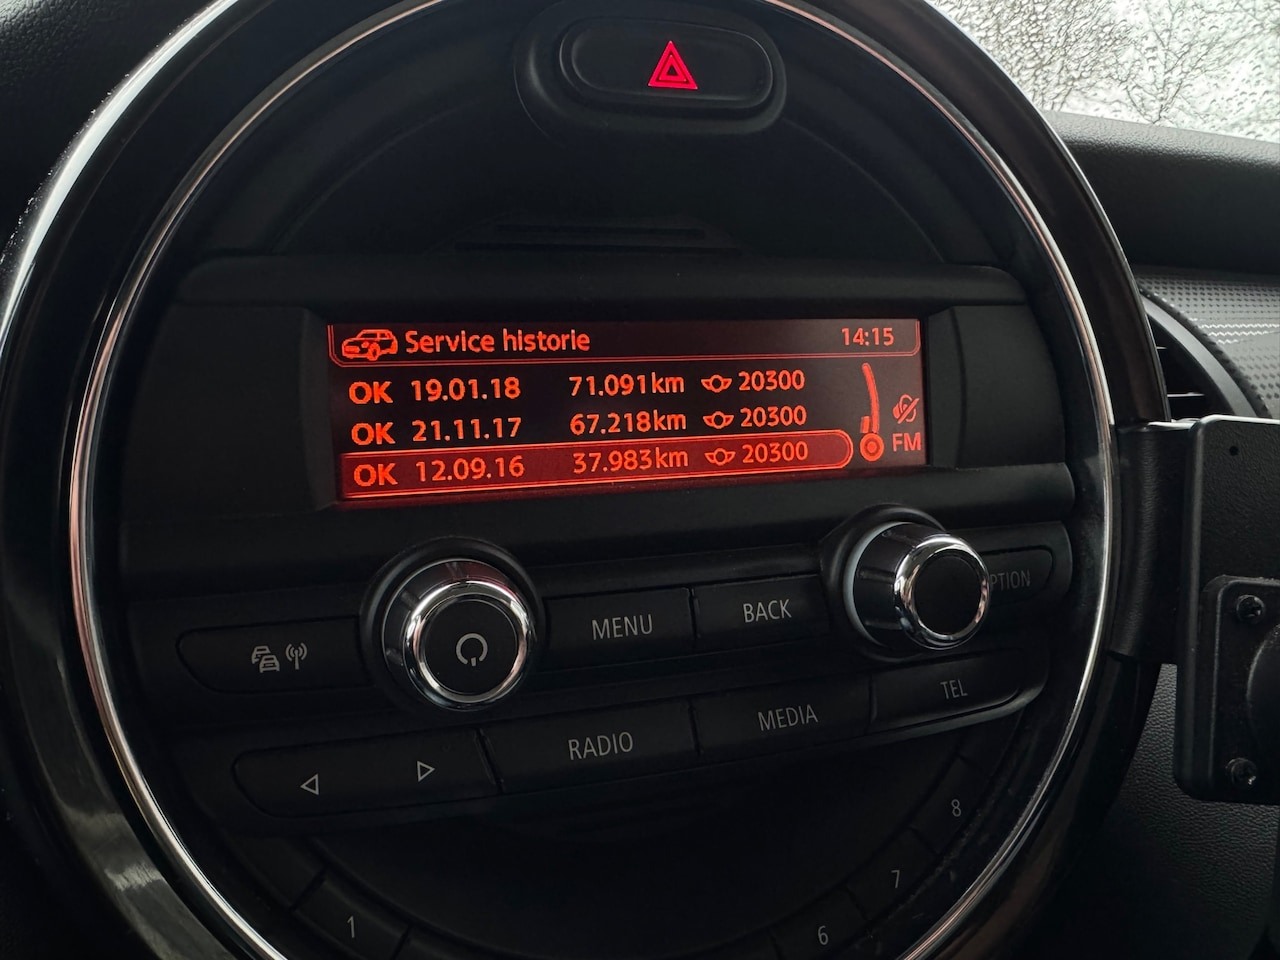 Service historie 14:15
OK 19.01.18 71.091km 20300
OK 21.11.17 67.218km 20300
OK 12.09.16 37.983km 20300
FM
MENU BACK PTION
RADIO MEDIA TEL
1 6 7 8